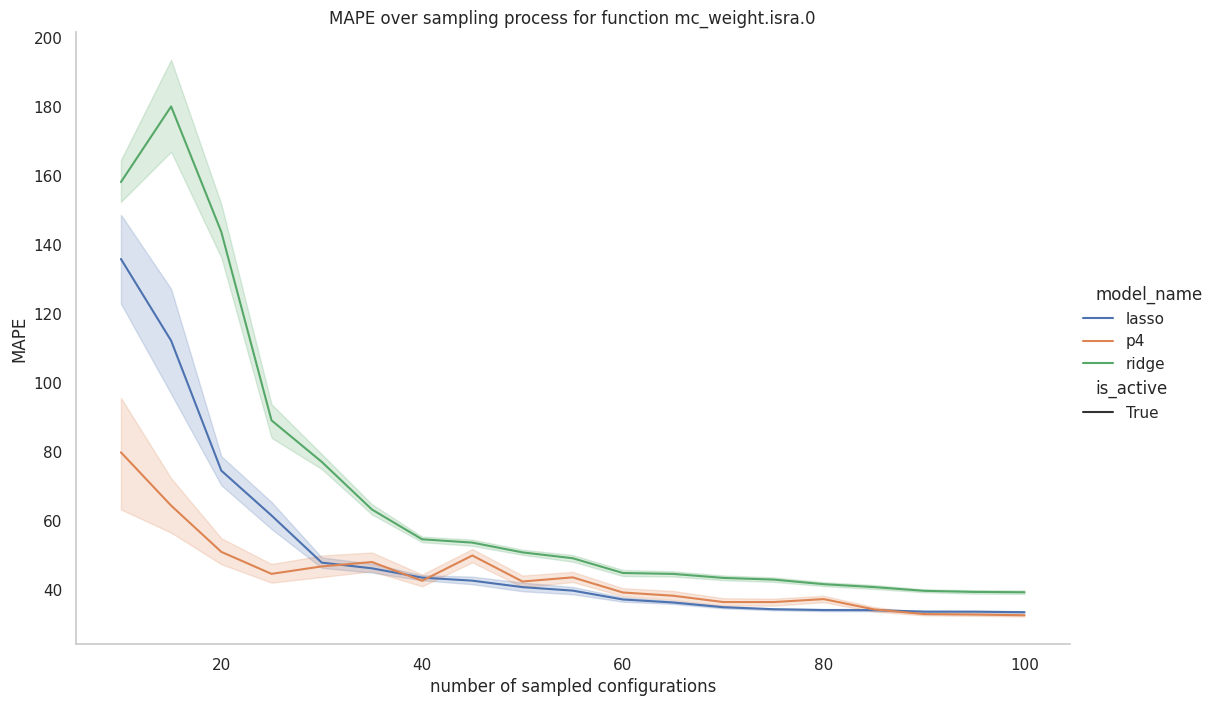 MAPE over sampling process for function mc_weight.isra.0
200
180
160
140
120
100
80
60
40
MAPE
20
40
60
80
100
number of sampled configurations
model_name
lasso
p4
ridge
is_active
True